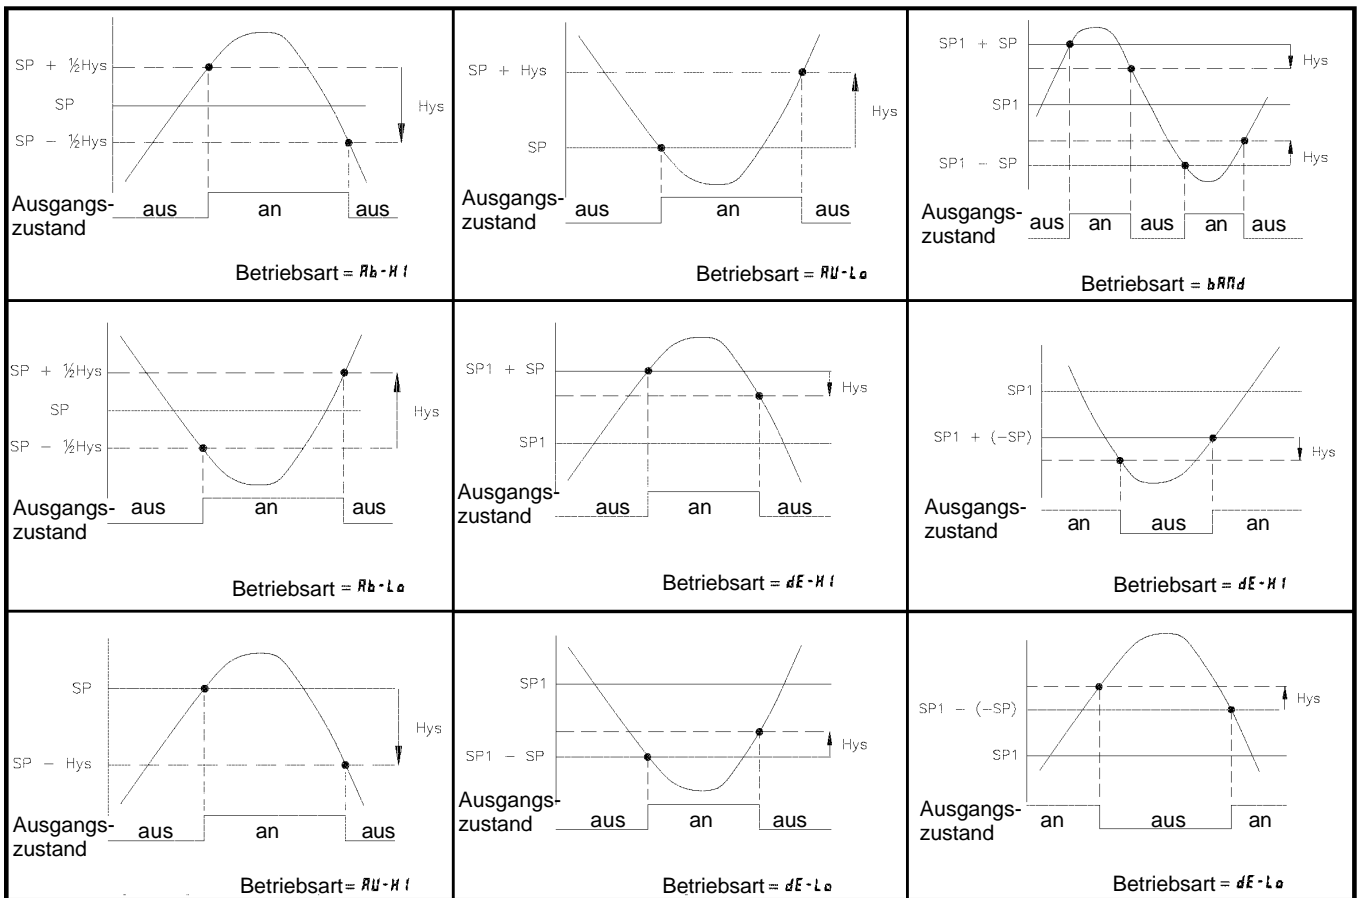 SP + ½Hys
SP
SP - ½Hys
Hys
Ausgangs-
zustand
aus an aus
Betriebsart = Ab-HI
SP + Hys
SP
Hys
Ausgangs-
zustand
aus an aus
Betriebsart = AU-Lo
SP1 + SP
Hys
SP1
SP1 - SP
Hys
Ausgangs-
zustand
aus an aus an aus
Betriebsart = bANd
SP + ½Hys
SP
SP - ½Hys
Hys
Ausgangs-
zustand
aus an aus
Betriebsart = Ab-Lo
SP1 + SP
Hys
SP1
Ausgangs-
zustand
aus an aus
Betriebsart = dE-HI
SP1
SP1 + (-SP)
Hys
Ausgangs-
zustand
an aus an
Betriebsart = dE-HI
SP
Hys
SP - Hys
Ausgangs-
zustand
aus an aus
Betriebsart = AU-HI
SP1
SP1 - SP
Hys
Ausgangs-
zustand
aus an aus
Betriebsart = dE-Lo
SP1 - (-SP)
Hys
SP1
Ausgangs-
zustand
an aus an
Betriebsart = dE-Lo